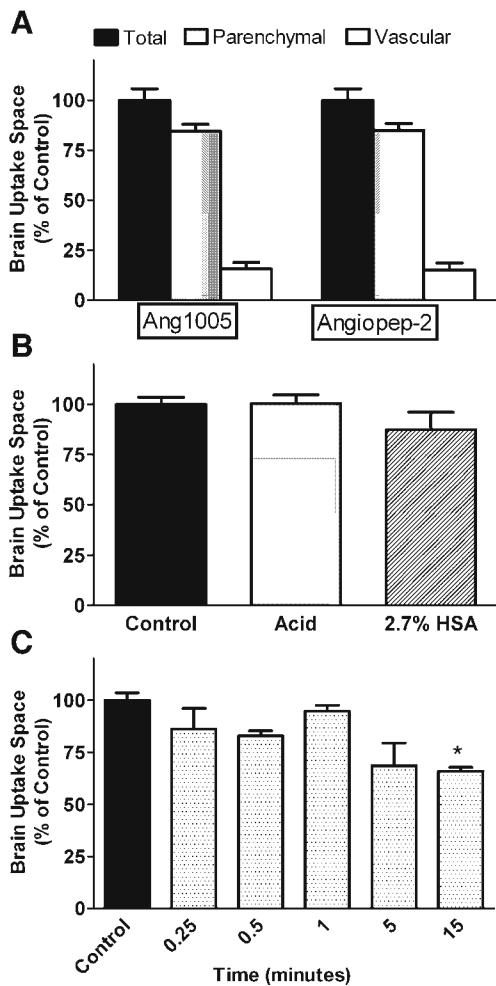 A
Total Parenchymal Vascular
Brain Uptake Space
(% of Control)
100
75
50
25
0
Ang1005 Angiopep-2
B
Brain Uptake Space
(% of Control)
100
75
50
25
0
Control Acid 2.7% HSA
C
Brain Uptake Space
(% of Control)
100
75
50
25
0
*
Control 0.25 0.5 1 5 15
Time (minutes)